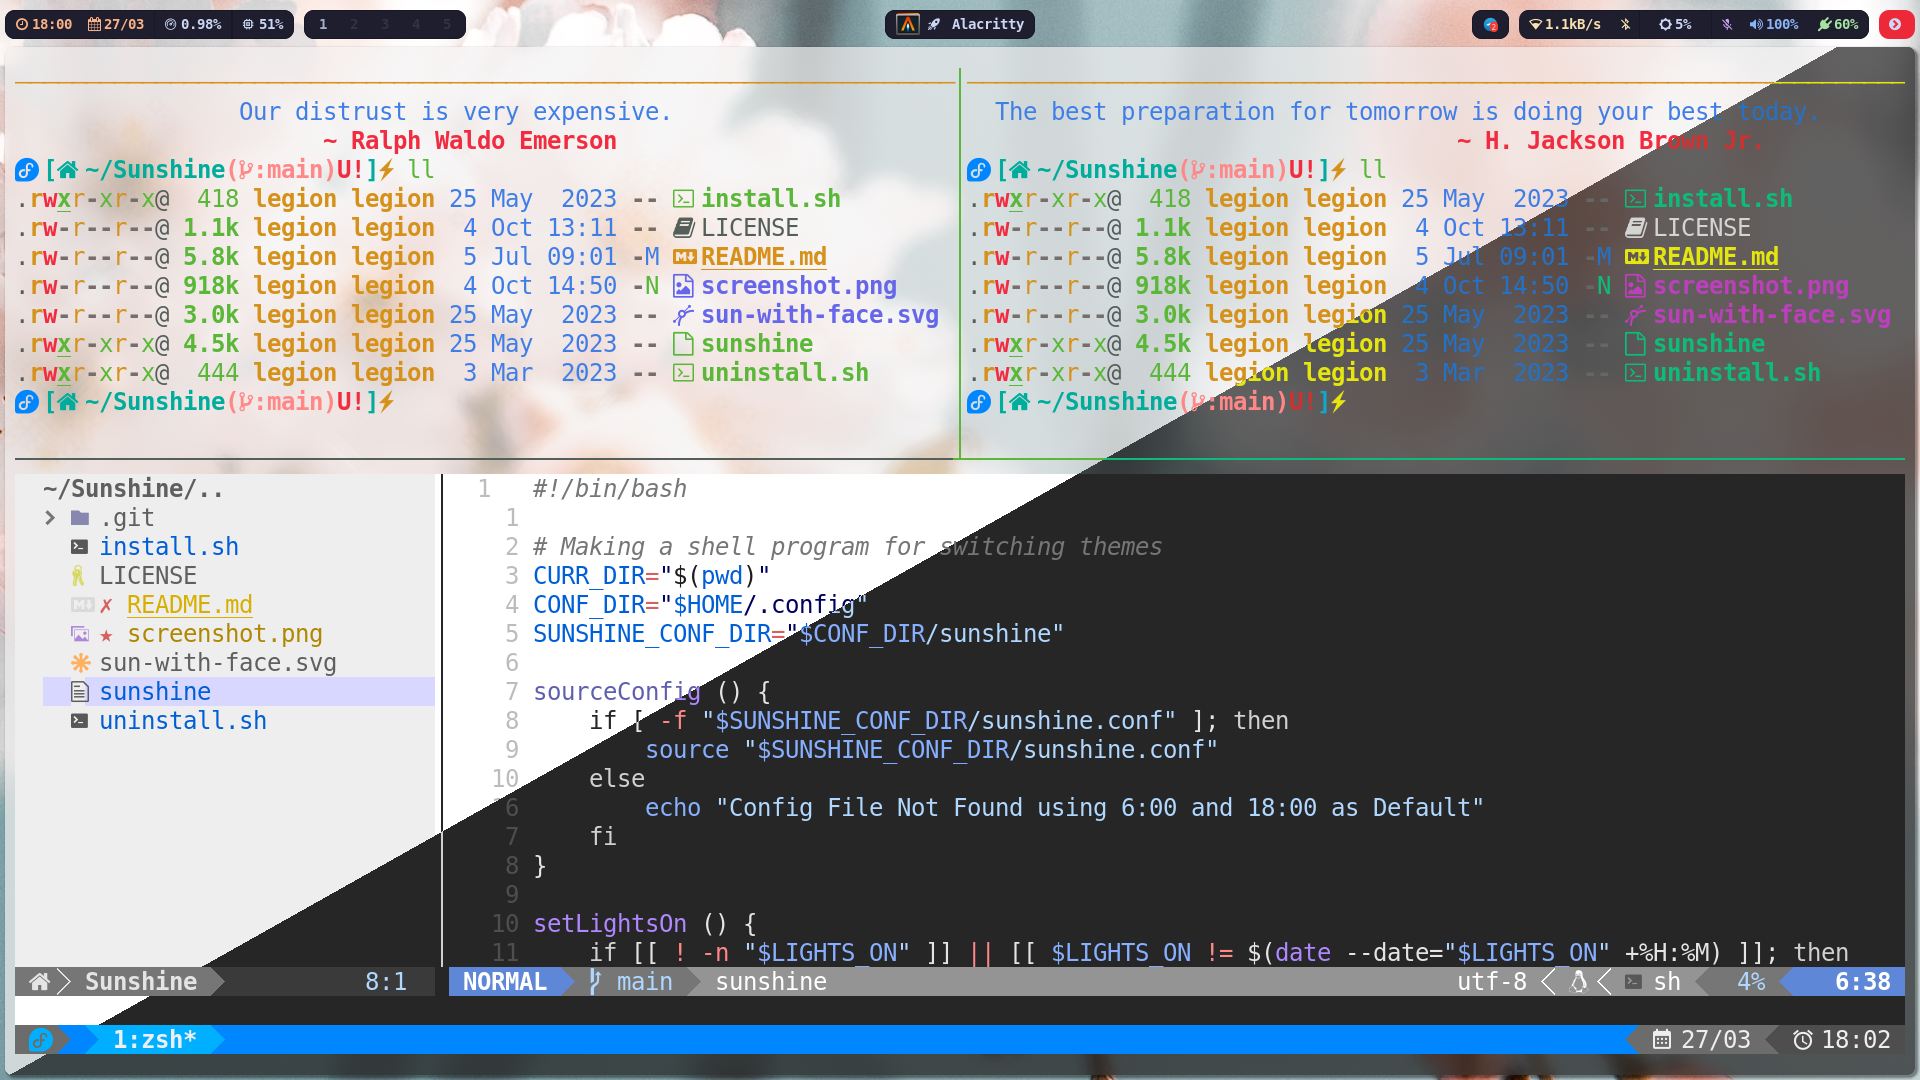 18:00 27/03 0.98% 51% 1 2 3 4 5 Alacritty 2 1.1kB/s 5% 100% 60%
Our distrust is very expensive.
~ Ralph Waldo Emerson
[ ~/Sunshine( :main)U!] ll
.rwxr-xr-x@ 418 legion legion 25 May 2023 -- install.sh
.rw-r--r--@ 1.1k legion legion 4 Oct 13:11 -- LICENSE
.rw-r--r--@ 5.8k legion legion 5 Jul 09:01 -M README.md
.rw-r--r--@ 918k legion legion 4 Oct 14:50 -N screenshot.png
.rw-r--r--@ 3.0k legion legion 25 May 2023 -- sun-with-face.svg
.rwxr-xr-x@ 4.5k legion legion 25 May 2023 -- sunshine
.rwxr-xr-x@ 444 legion legion 3 Mar 2023 -- uninstall.sh
[ ~/Sunshine( :main)U!]
The best preparation for tomorrow is doing your best today.
~ H. Jackson Brown Jr.
[ ~/Sunshine( :main)U!] ll
.rwxr-xr-x@ 418 legion legion 25 May 2023 -- install.sh
.rw-r--r--@ 1.1k legion legion 4 Oct 13:11 -- LICENSE
.rw-r--r--@ 5.8k legion legion 5 Jul 09:01 -M README.md
.rw-r--r--@ 918k legion legion 4 Oct 14:50 -N screenshot.png
.rw-r--r--@ 3.0k legion legion 25 May 2023 -- sun-with-face.svg
.rwxr-xr-x@ 4.5k legion legion 25 May 2023 -- sunshine
.rwxr-xr-x@ 444 legion legion 3 Mar 2023 -- uninstall.sh
[ ~/Sunshine( :main)U!]
~/Sunshine/..
.git
install.sh
LICENSE
README.md
screenshot.png
sun-with-face.svg
sunshine
uninstall.sh
1 #!/bin/bash
1
2 # Making a shell program for switching themes
3 CURR_DIR="$(pwd)"
4 CONF_DIR="$HOME/.config"
5 SUNSHINE_CONF_DIR="$CONF_DIR/sunshine"
6
7 sourceConfig () {
8 if [ -f "$SUNSHINE_CONF_DIR/sunshine.conf" ]; then
9 source "$SUNSHINE_CONF_DIR/sunshine.conf"
10 else
6 echo "Config File Not Found using 6:00 and 18:00 as Default"
7 fi
8 }
9
10 setLightsOn () {
11 if [[ ! -n "$LIGHTS_ON" ]] || [[ $LIGHTS_ON != $(date --date="$LIGHTS_ON" +%H:%M) ]]; then
Sunshine 8:1 NORMAL main sunshine utf-8 sh 4% 6:38
1:zsh* 27/03 18:02